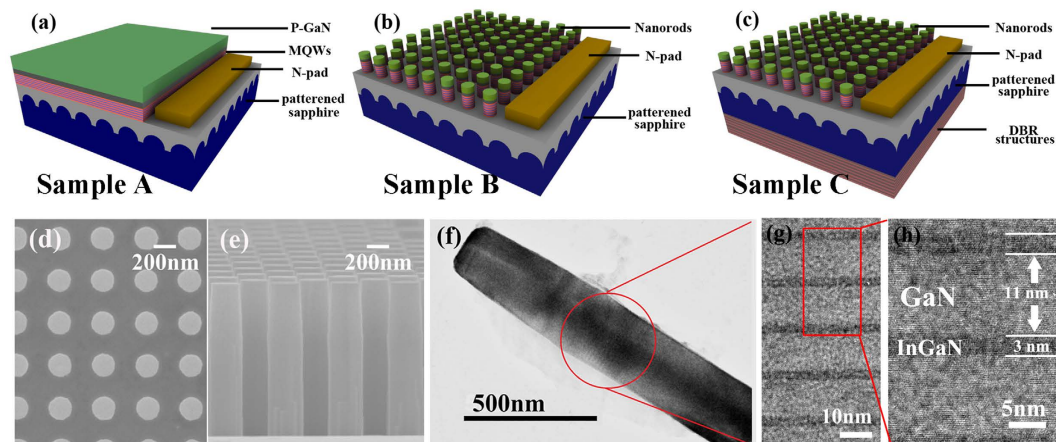 (a)
P-GaN
MQWs
N-pad
patterened
sapphire
Sample A
(b)
Nanorods
N-pad
patterened
sapphire
Sample B
(c)
Nanorods
N-pad
patterened
sapphire
DBR
structures
Sample C
(d)
200nm
(e)
200nm
(f)
500nm
(g)
10nm
(h)
GaN
11 nm
InGaN
3 nm
5nm